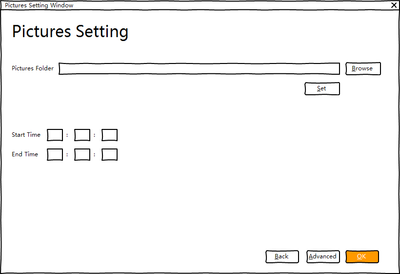 Pictures Setting Window
Pictures Setting
Pictures Folder
Browse
Set
Start Time : :
End Time : :
Back Advanced OK